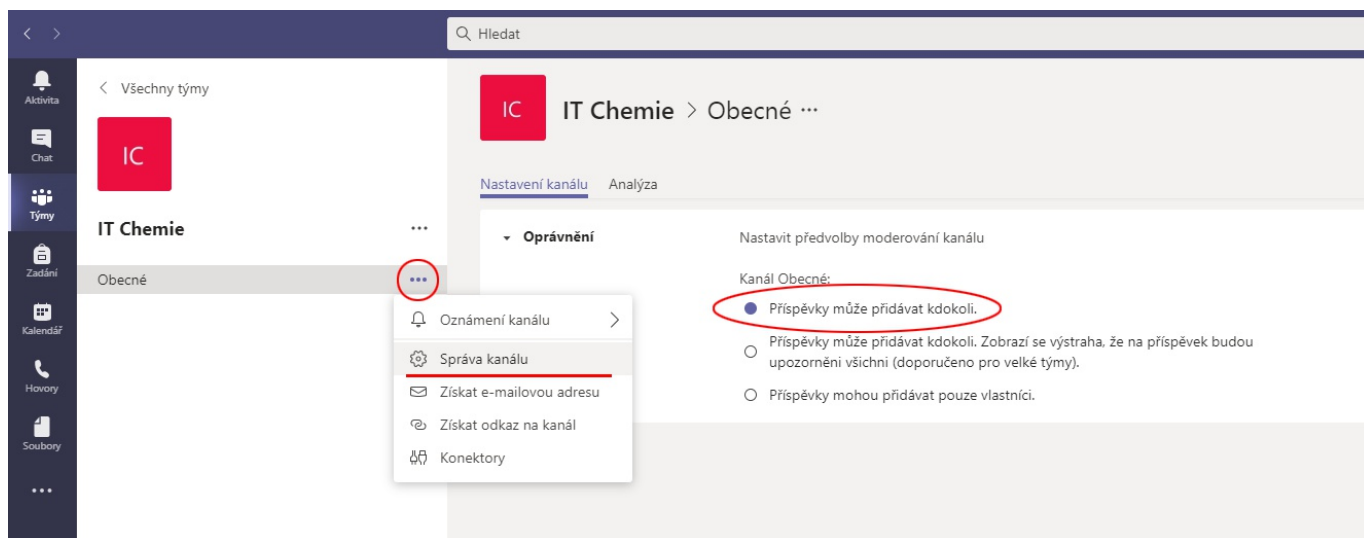 Hledat
Aktivita
Chat
Týmy
Zadání
Kalendář
Hovory
Soubory
Všechny týmy
IC
IT Chemie
Obecné
Oznámení kanálu
Správa kanálu
Získat e-mailovou adresu
Získat odkaz na kanál
Konektory
IC
IT Chemie > Obecné
Nastavení kanálu Analýza
Oprávnění
Nastavit předvolby moderování kanálu
Kanál Obecné:
Příspěvky může přidávat kdokoli.
Příspěvky může přidávat kdokoli. Zobrazí se výstraha, že na příspěvek budou
upozorněni všichni (doporučeno pro velké týmy).
Příspěvky mohou přidávat pouze vlastníci.